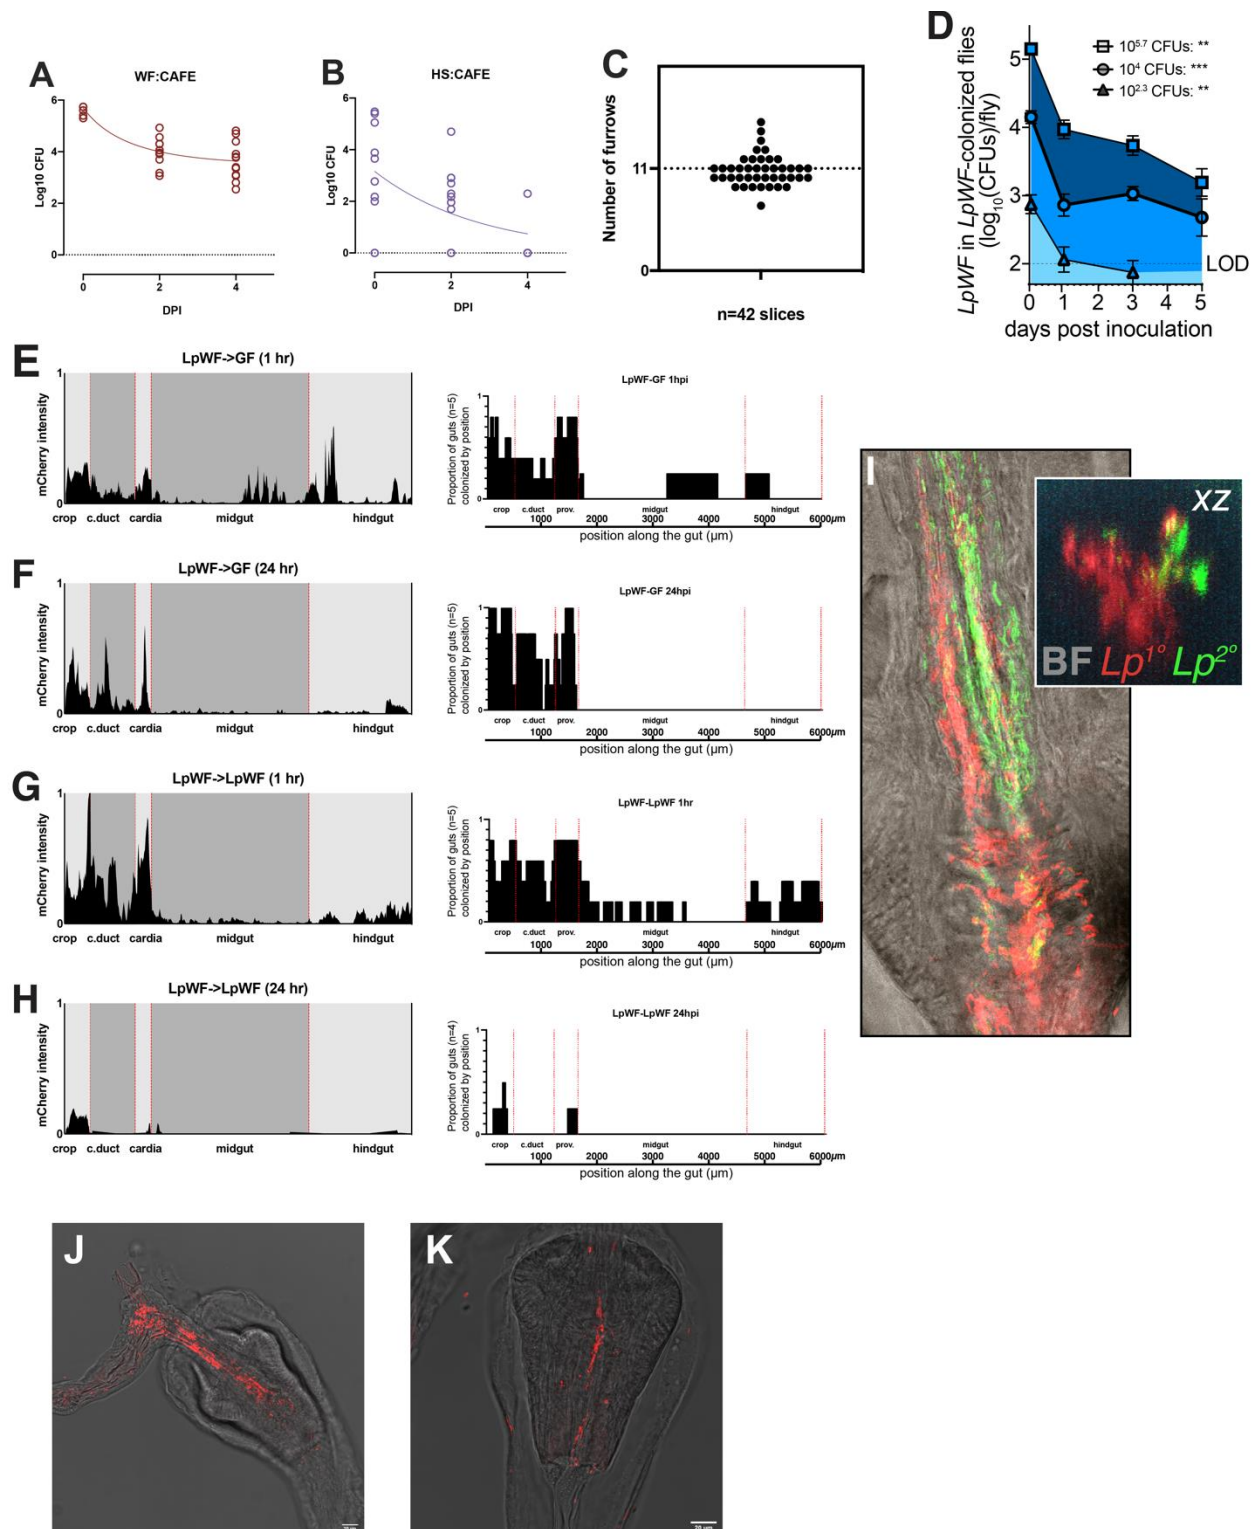 A
WF:CAFE
Log10 CFU
6
4
2
0
0
2
4
DPI
B
HS:CAFE
Log10 CFU
6
4
2
0
0
2
4
DPI
C
Number of furrows
11
0
n=42 slices
D
LpWF in LpWF-colonized flies
(log10(CFUs)/fly)
5
4
3
2
10^5.7 CFUs: **
10^4 CFUs: ***
10^2.3 CFUs: **
LOD
0 1 2 3 4 5
days post inoculation
E
LpWF->GF (1 hr)
mCherry intensity
1
0
crop c.duct cardia midgut hindgut
LpWF-GF 1hpi
Proportion of guts (n=5)
colonized by position
1
0
crop c.duct prov. midgut hindgut
1000 2000 3000 4000 5000 6000µm
position along the gut (µm)
F
LpWF->GF (24 hr)
mCherry intensity
1
0
crop c.duct cardia midgut hindgut
LpWF-GF 24hpi
Proportion of guts (n=5)
colonized by position
1
0
crop c.duct prov. midgut hindgut
1000 2000 3000 4000 5000 6000µm
position along the gut (µm)
G
LpWF->LpWF (1 hr)
mCherry intensity
1
0
crop c.duct cardia midgut hindgut
LpWF-LpWF 1hr
Proportion of guts (n=5)
colonized by position
1
0
crop c.duct prov. midgut hindgut
1000 2000 3000 4000 5000 6000µm
position along the gut (µm)
H
LpWF->LpWF (24 hr)
mCherry intensity
1
0
crop c.duct cardia midgut hindgut
LpWF-LpWF 24hpi
Proportion of guts (n=4)
colonized by position
1
0
crop c.duct prov. midgut hindgut
1000 2000 3000 4000 5000 6000µm
position along the gut (µm)
I
xz
BF Lp1° Lp2°
J
K
20 µm